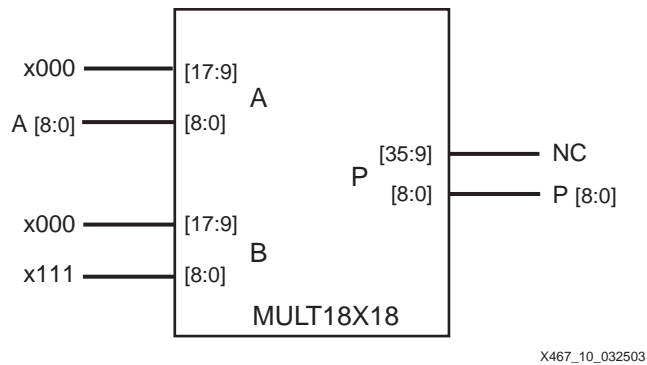 x000 [17:9]
A
A [8:0] [8:0]
[35:9] NC
P
[8:0] P [8:0]
x000 [17:9]
B
x111 [8:0]
MULT18X18
X467_10_032503